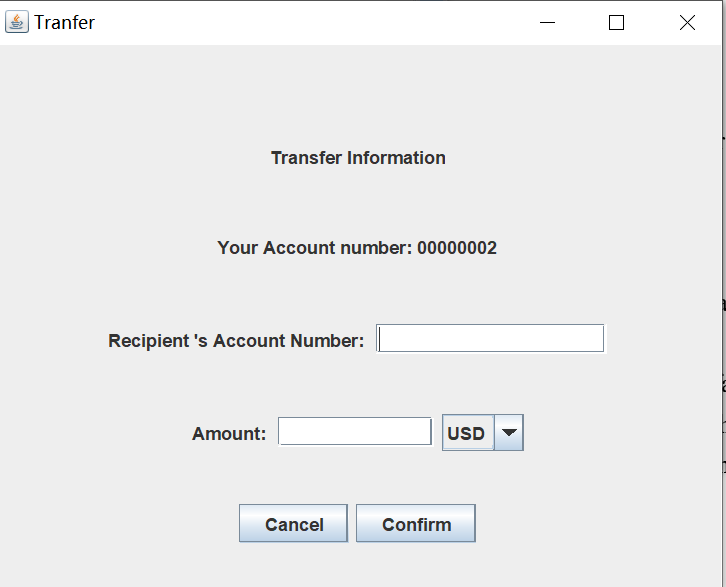 Tranfer
Transfer Information
Your Account number: 00000002
Recipient 's Account Number:
Amount: USD
Cancel Confirm